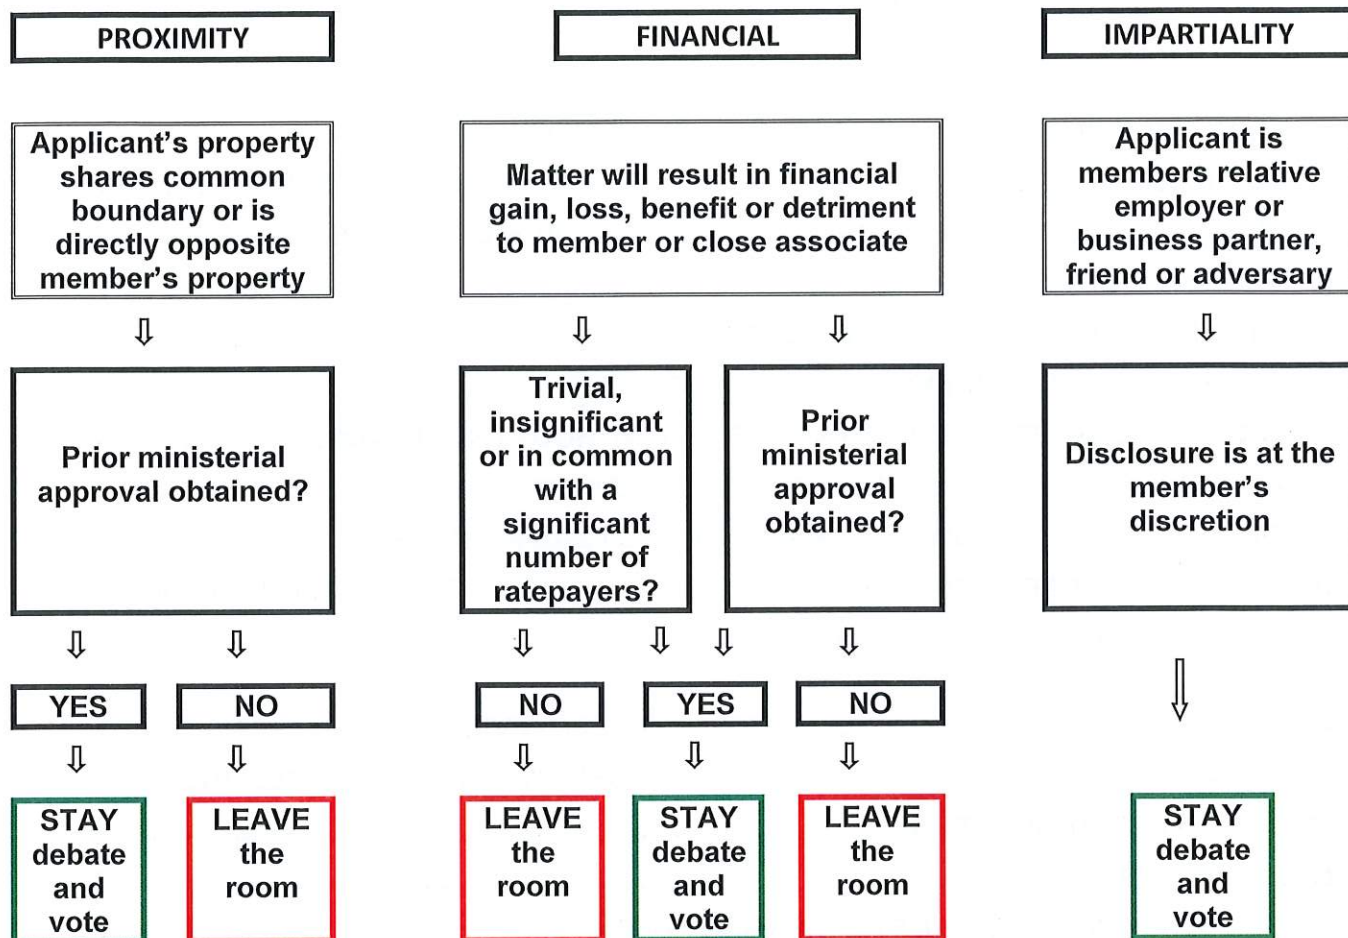 PROXIMITY
FINANCIAL
IMPARTIALITY
Applicant’s property
shares common
boundary or is
directly opposite
member’s property
Matter will result in financial
gain, loss, benefit or detriment
to member or close associate
Applicant is
members relative
employer or
business partner,
friend or adversary
Prior ministerial
approval obtained?
Trivial,
insignificant
or in common
with a
significant
number of
ratepayers?
Prior
ministerial
approval
obtained?
Disclosure is at the
member’s
discretion
YES
NO
NO
YES
NO
STAY
debate
and
vote
LEAVE
the
room
LEAVE
the
room
STAY
debate
and
vote
LEAVE
the
room
STAY
debate
and
vote